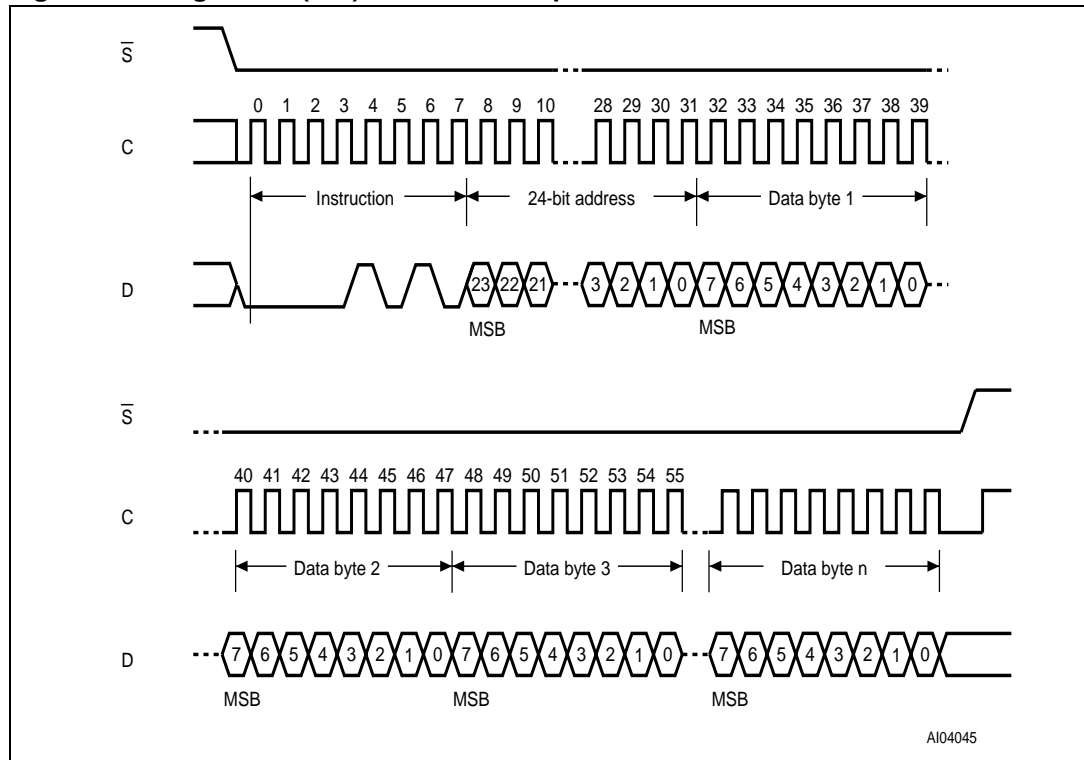 S
0 1 2 3 4 5 6 7 8 9 10 28 29 30 31 32 33 34 35 36 37 38 39
C
Instruction 24-bit address Data byte 1
D 23 22 21 3 2 1 0 7 6 5 4 3 2 1 0
MSB MSB
S
40 41 42 43 44 45 46 47 48 49 50 51 52 53 54 55
C
Data byte 2 Data byte 3 Data byte n
D 7 6 5 4 3 2 1 0 7 6 5 4 3 2 1 0 7 6 5 4 3 2 1 0
MSB MSB MSB
AI04045